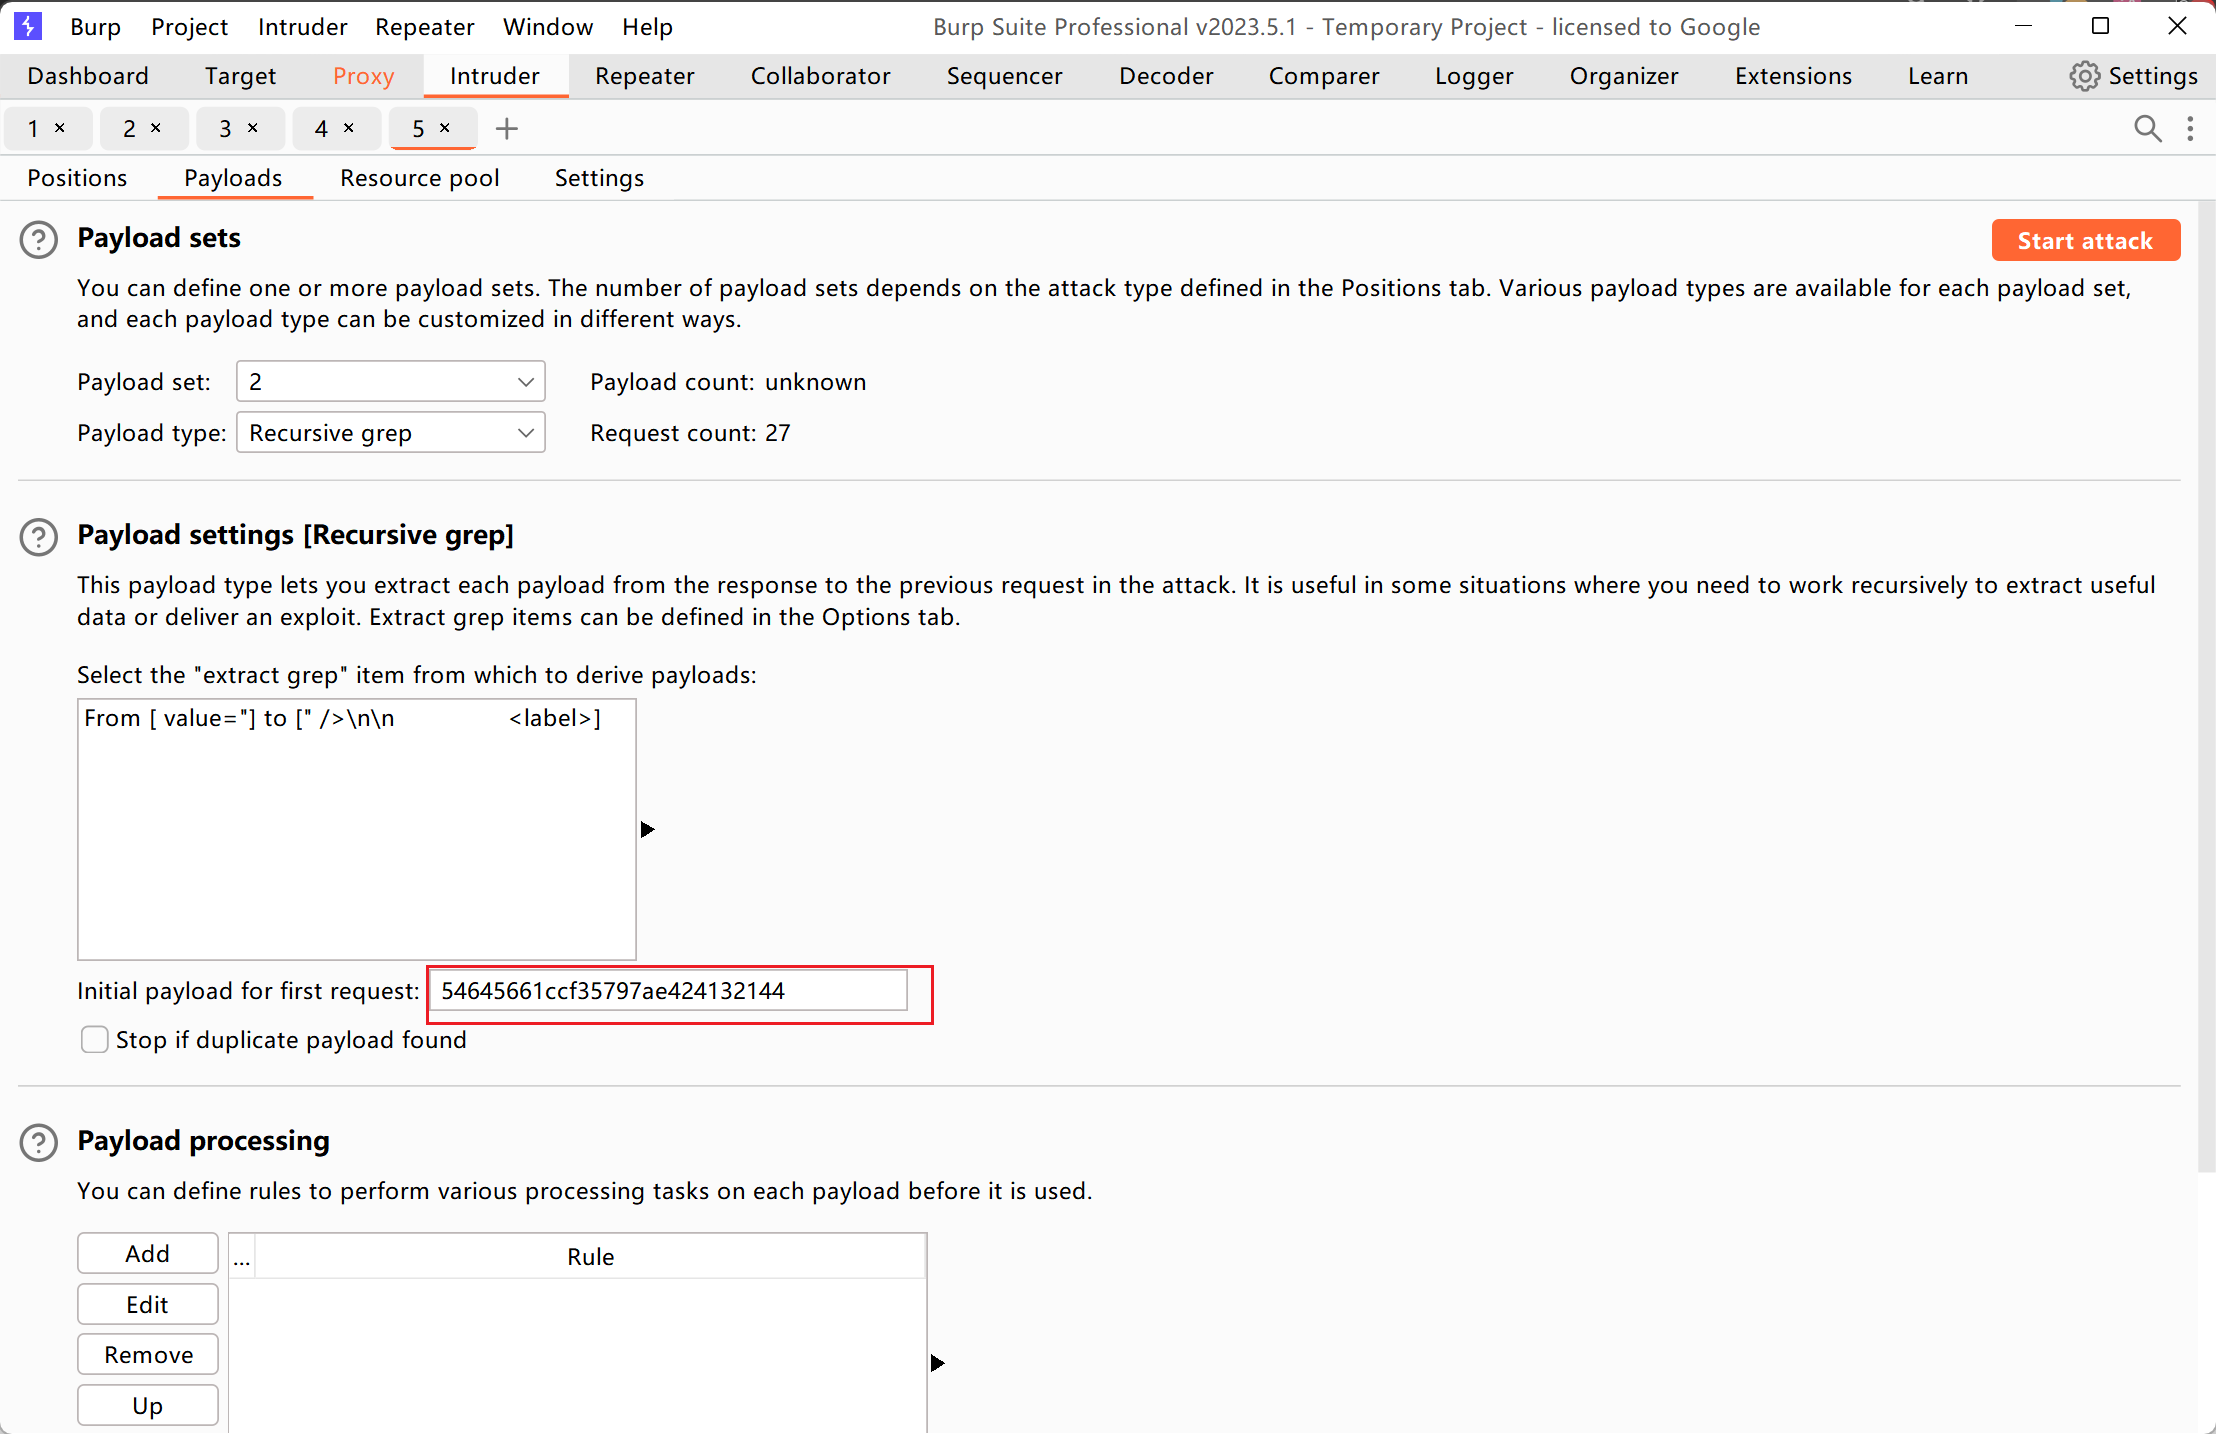 Burp Project Intruder Repeater Window Help Burp Suite Professional v2023.5.1 - Temporary Project - licensed to Google
Dashboard Target Proxy Intruder Repeater Collaborator Sequencer Decoder Comparer Logger Organizer Extensions Learn Settings
1 × 2 × 3 × 4 × 5 × +
Positions Payloads Resource pool Settings
? Payload sets Start attack
You can define one or more payload sets. The number of payload sets depends on the attack type defined in the Positions tab. Various payload types are available for each payload set,
and each payload type can be customized in different ways.
Payload set: 2 Payload count: unknown
Payload type: Recursive grep Request count: 27
? Payload settings [Recursive grep]
This payload type lets you extract each payload from the response to the previous request in the attack. It is useful in some situations where you need to work recursively to extract useful
data or deliver an exploit. Extract grep items can be defined in the Options tab.
Select the "extract grep" item from which to derive payloads:
From [ value="] to [" />\n\n <label>]
Initial payload for first request: 54645661ccf35797ae424132144
Stop if duplicate payload found
? Payload processing
You can define rules to perform various processing tasks on each payload before it is used.
Add ... Rule
Edit
Remove
Up